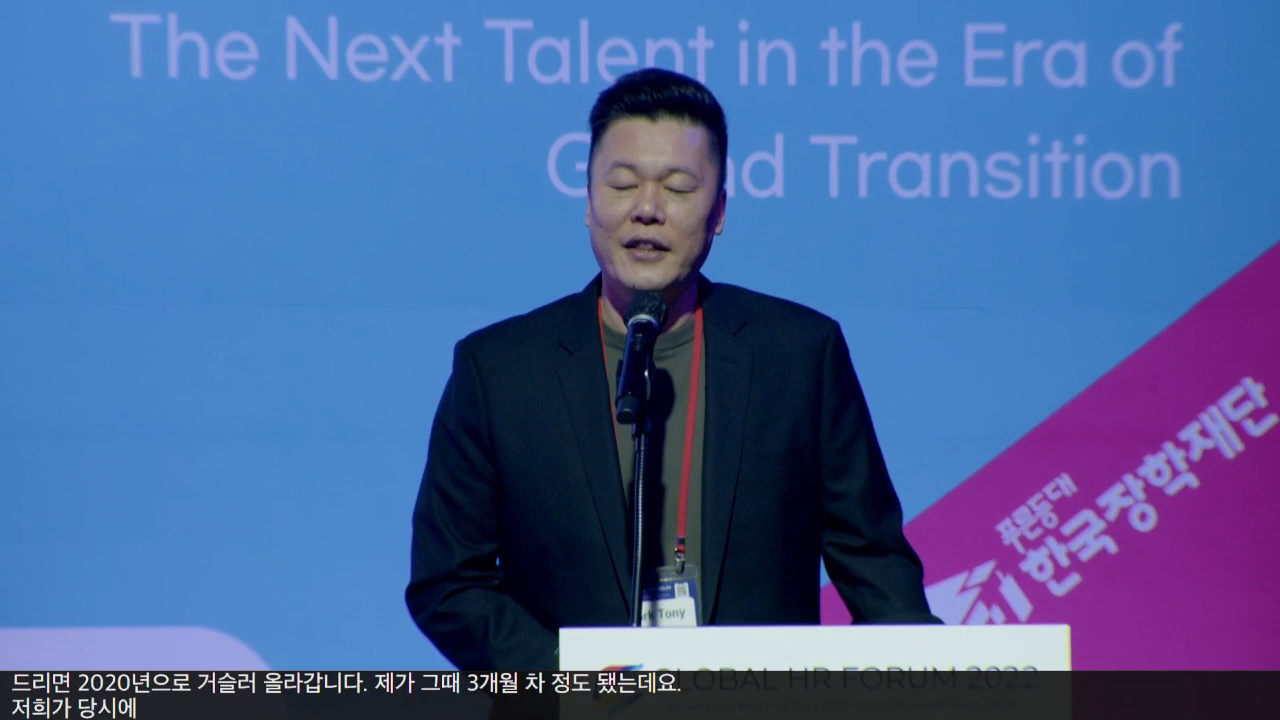 The Next Talent in the Era of
Transition
푸른등대
한국장학재단
Tony
GLOBAL HR FORUM 2022
드리면 2020년으로 거슬러 올라갑니다. 제가 그때 3개월 차 정도 됐는데요.
저희가 당시에